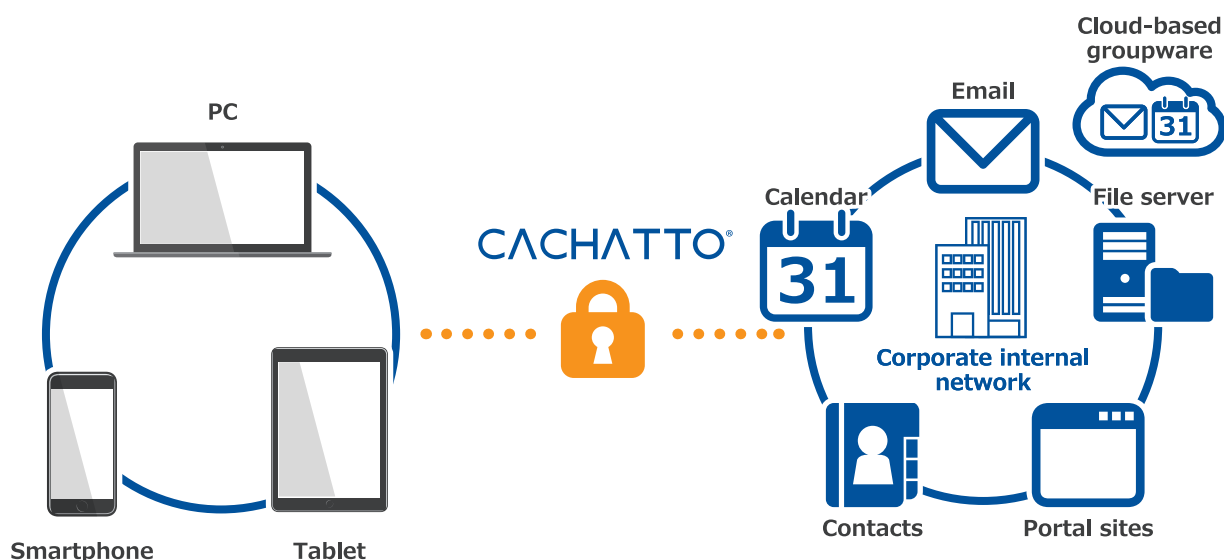 PC
Smartphone
Tablet
CACHATTO®
Cloud-based
groupware
31
Email
Calendar
31
File server
Corporate internal
network
Contacts
Portal sites